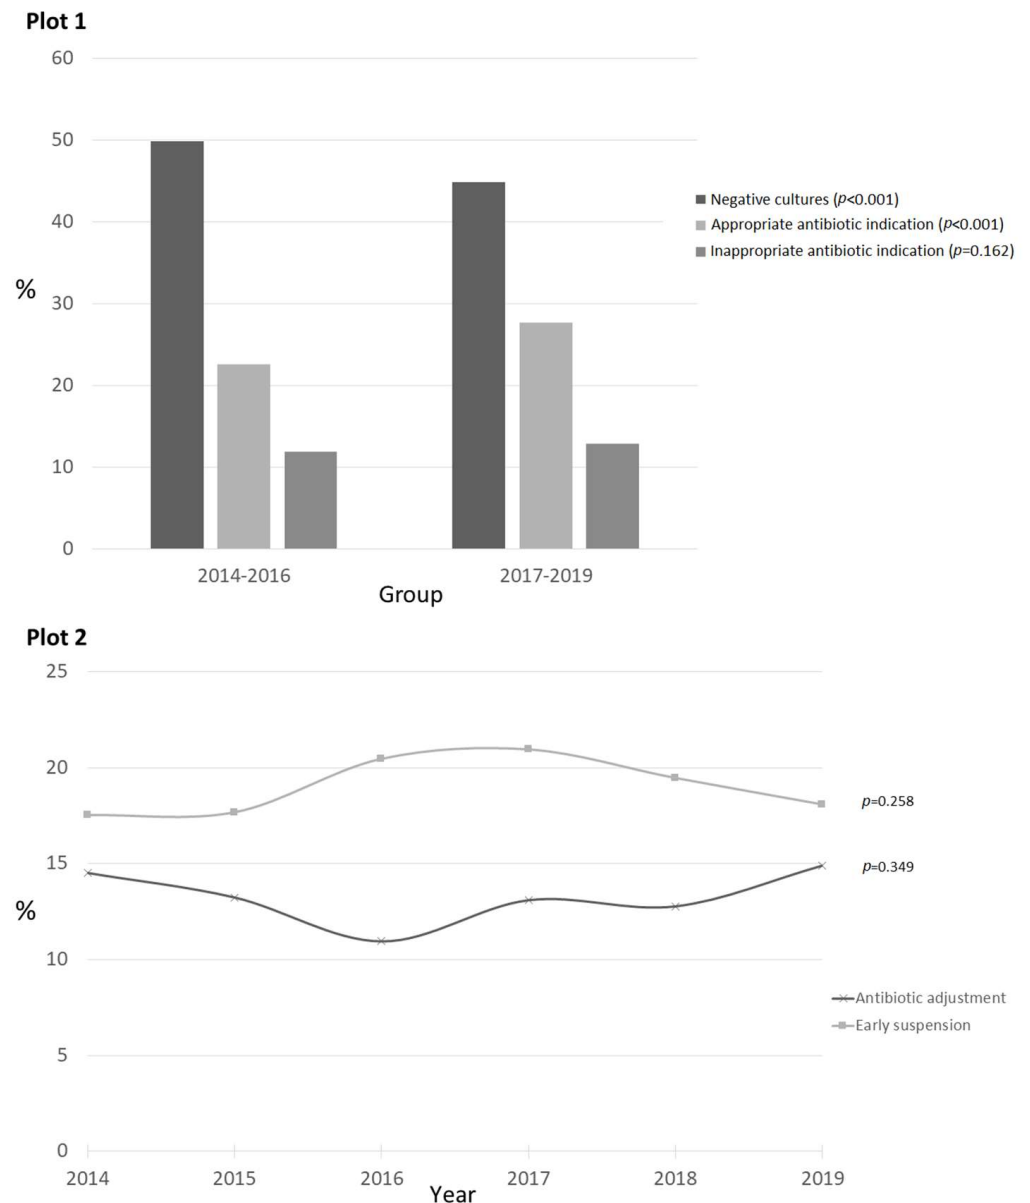 Plot 1
60
50
40
30
20
10
0
%
2014-2016
2017-2019
Group
Negative cultures (p<0.001)
Appropriate antibiotic indication (p<0.001)
Inappropriate antibiotic indication (p=0.162)
Plot 2
25
20
15
10
5
0
%
p=0.258
p=0.349
Antibiotic adjustment
Early suspension
2014
2015
2016
2017
2018
2019
Year